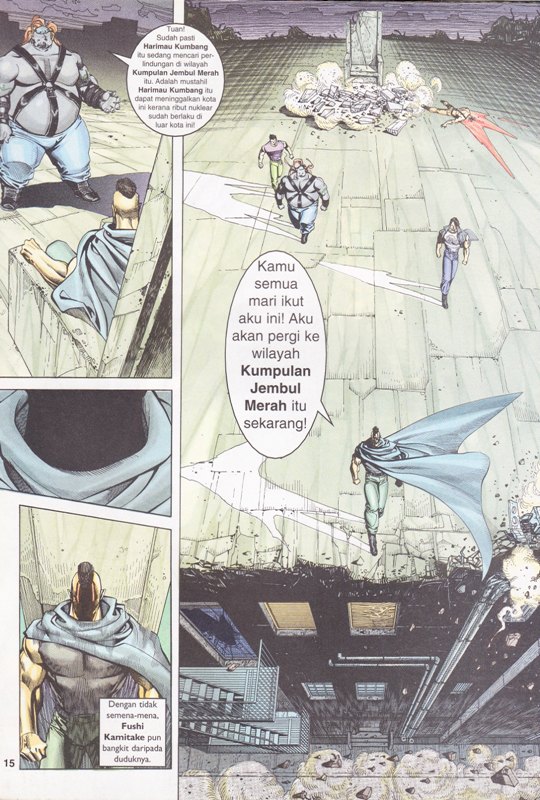 Tuan!
Sudah pasti
Harimau Kumbang
itu sedang mencari per-
lindungan di wilayah
Kumpulan Jembul Merah
itu. Adalah mustahil
Harimau Kumbang itu
dapat meninggalkan kota
ini kerana ribut nuklear
sudah berlaku di
luar kota ini!
Dengan tidak
semena-mena,
Fushi
Kamitake pun
bangkit daripada
duduknya.
Kamu
semua
mari ikut
aku ini! Aku
akan pergi ke
wilayah
Kumpulan
Jembul
Merah itu
sekarang!
15